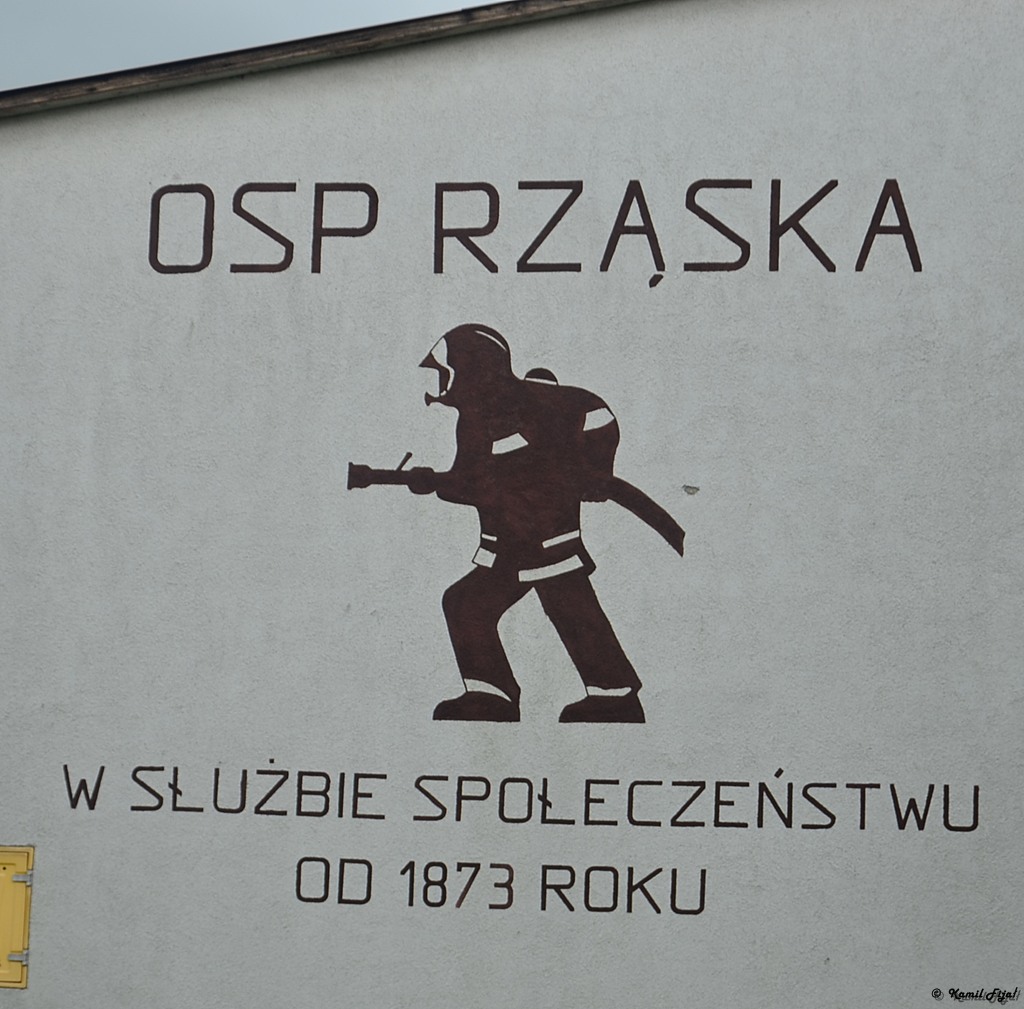 OSP RZĄSKA
W SŁUŻBIE SPOŁECZEŃSTWU
OD 1873 ROKU
© Kamil Fijał